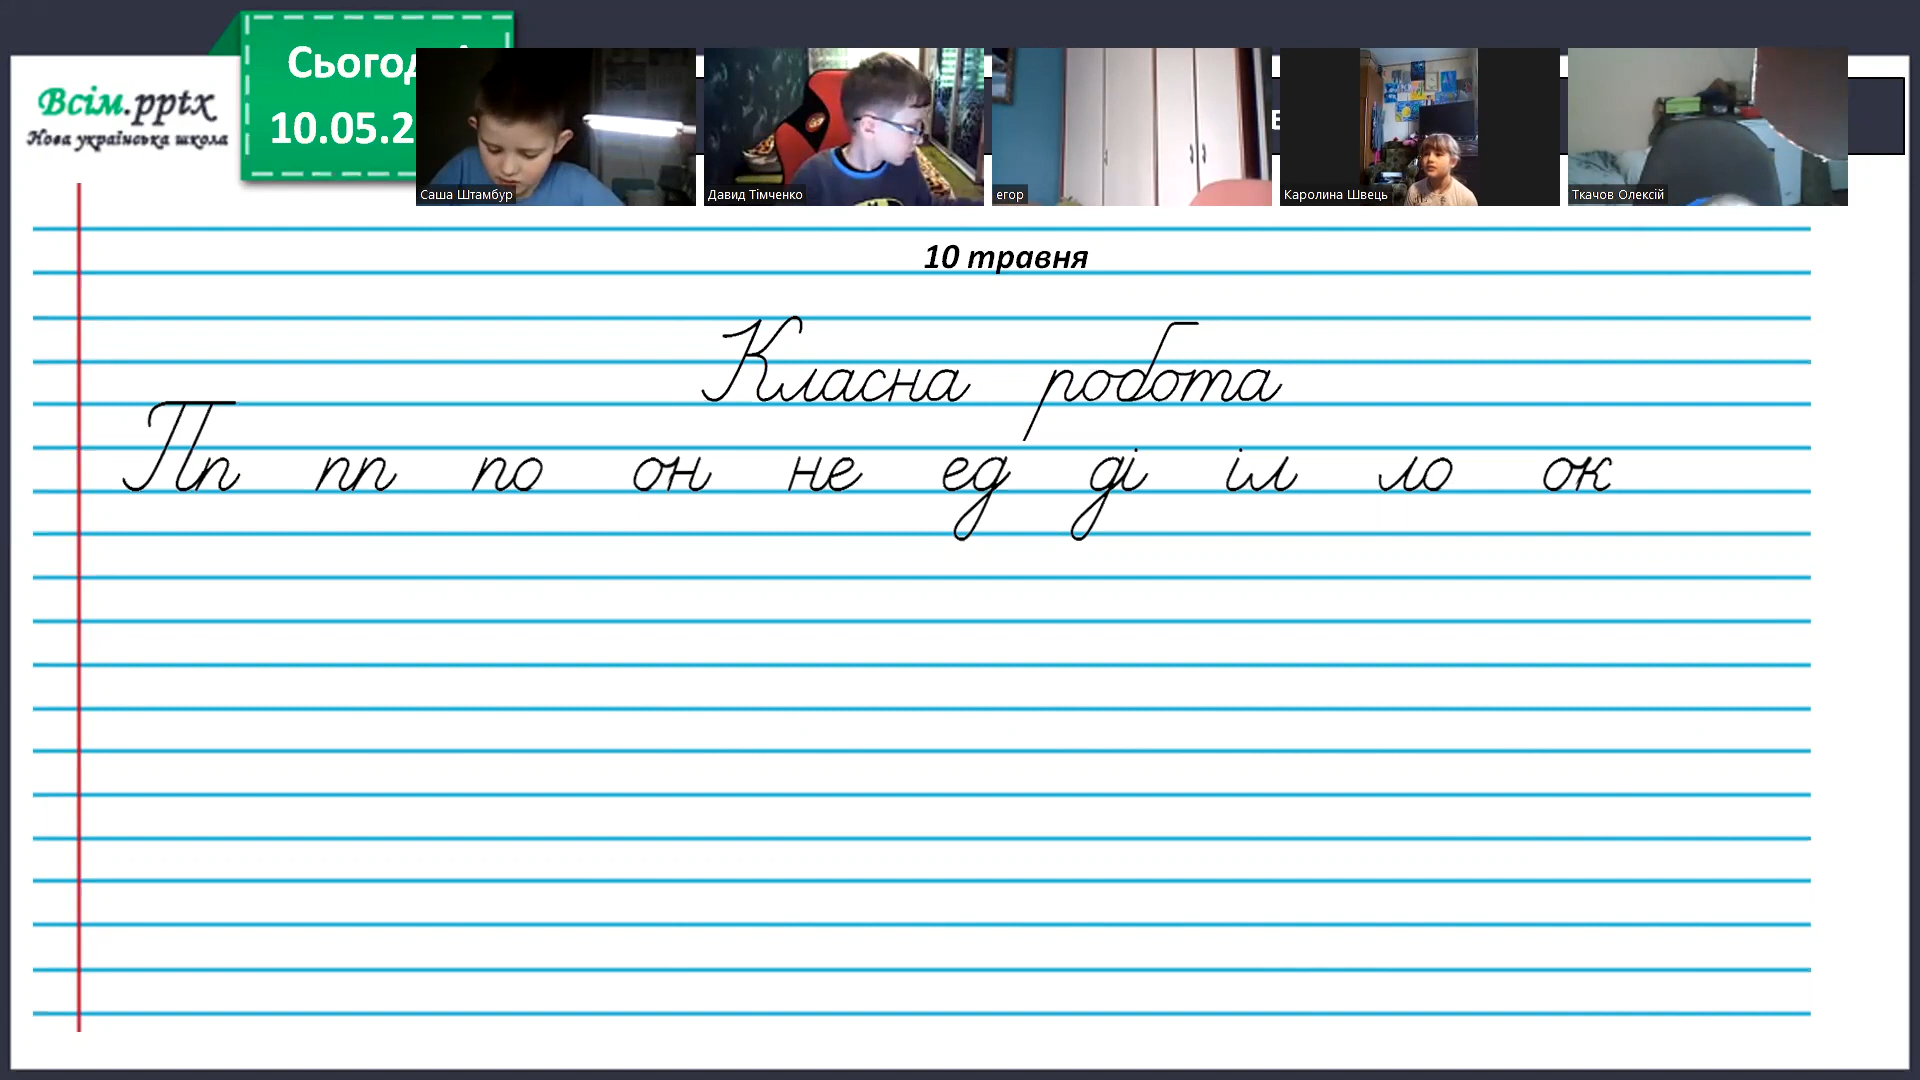 Всім.pptx
Нова українська школа
10.05.2
Саша Штамбур
Давид Тімченко
егор
Каролина Швець
Ткачов Олексій
10 травня
Класна робота
Пп пп по он не ед ді іл ло ок